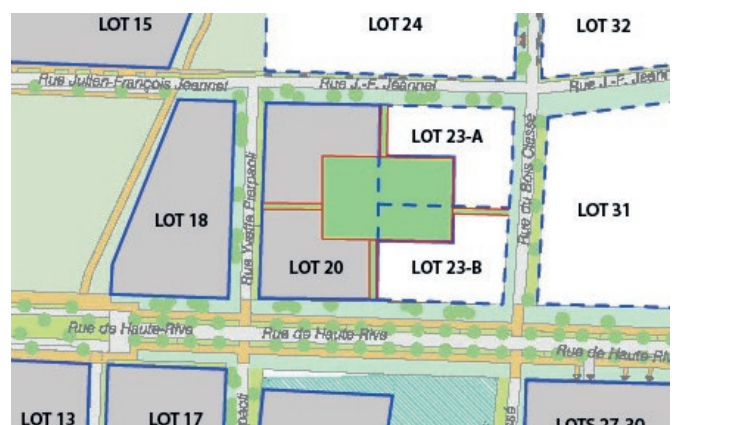 LOT 15
LOT 24
LOT 32
Rue Julien François Jeannel
Rue J.-F. Jeannel
Rue J.-F. Jeann
LOT 23-A
Rue Yvette Pierpaoli
Rue du Bois Classé
LOT 18
LOT 31
LOT 20
LOT 23-B
Rue de Haute-Rive
Rue de Haute-Rive
Rue de Haute-Riv
LOT 13
LOT 17
paoli
ssé
LOTS 27-30